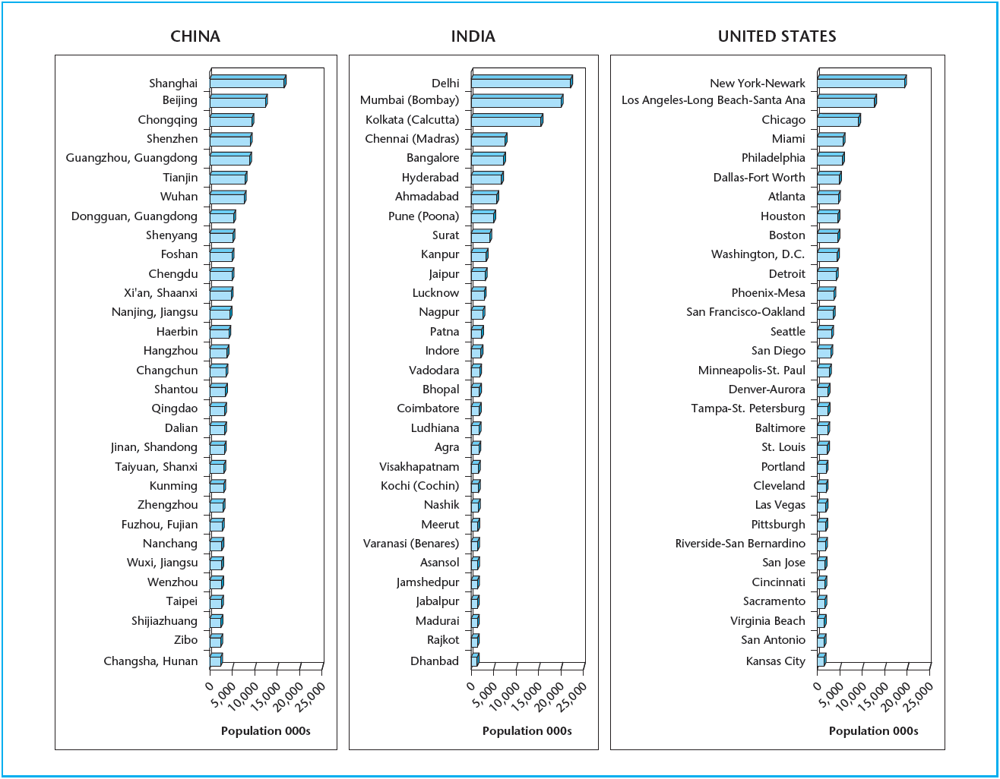 CHINA
Shanghai
Beijing
Chongqing
Shenzhen
Guangzhou, Guangdong
Tianjin
Wuhan
Dongguan, Guangdong
Shenyang
Foshan
Chengdu
Xi'an, Shaanxi
Nanjing, Jiangsu
Haerbin
Hangzhou
Changchun
Shantou
Qingdao
Dalian
Jinan, Shandong
Taiyuan, Shanxi
Kunming
Zhengzhou
Fuzhou, Fujian
Nanchang
Wuxi, Jiangsu
Wenzhou
Taipei
Shijiazhuang
Zibo
Changsha, Hunan
0 5,000 10,000 15,000 20,000 25,000
Population 000s
INDIA
Delhi
Mumbai (Bombay)
Kolkata (Calcutta)
Chennai (Madras)
Bangalore
Hyderabad
Ahmadabad
Pune (Poona)
Surat
Kanpur
Jaipur
Lucknow
Nagpur
Patna
Indore
Vadodara
Bhopal
Coimbatore
Ludhiana
Agra
Visakhapatnam
Kochi (Cochin)
Nashik
Meerut
Varanasi (Benares)
Asansol
Jamshedpur
Jabalpur
Madurai
Rajkot
Dhanbad
0 5,000 10,000 15,000 20,000 25,000
Population 000s
UNITED STATES
New York-Newark
Los Angeles-Long Beach-Santa Ana
Chicago
Miami
Philadelphia
Dallas-Fort Worth
Atlanta
Houston
Boston
Washington, D.C.
Detroit
Phoenix-Mesa
San Francisco-Oakland
Seattle
San Diego
Minneapolis-St. Paul
Denver-Aurora
Tampa-St. Petersburg
Baltimore
St. Louis
Portland
Cleveland
Las Vegas
Pittsburgh
Riverside-San Bernardino
San Jose
Cincinnati
Sacramento
Virginia Beach
San Antonio
Kansas City
0 5,000 10,000 15,000 20,000 25,000
Population 000s